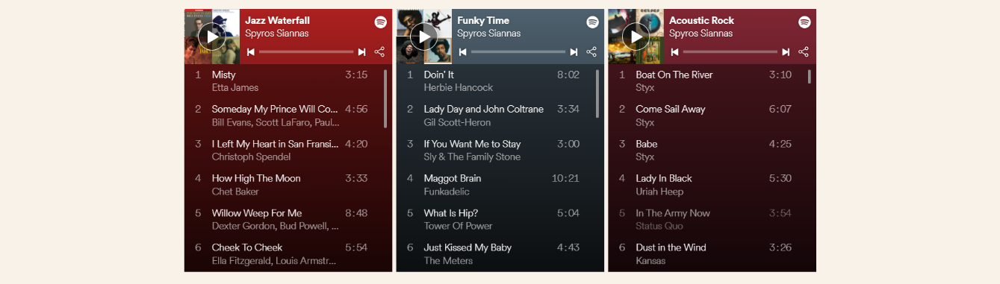 Jazz Waterfall
Spyros Siannas
1 Misty 3:15
Etta James
2 Someday My Prince Will Co... 4:56
Bill Evans, Scott LaFaro, Paul...
3 I Left My Heart in San Fransi... 4:20
Christoph Spendel
4 How High The Moon 3:33
Chet Baker
5 Willow Weep For Me 8:48
Dexter Gordon, Bud Powell, ...
6 Cheek To Cheek 5:54
Ella Fitzgerald, Louis Armstr...
Funky Time
Spyros Siannas
1 Doin' It 8:02
Herbie Hancock
2 Lady Day and John Coltrane 3:34
Gil Scott-Heron
3 If You Want Me to Stay 3:00
Sly & The Family Stone
4 Maggot Brain 10:21
Funkadelic
5 What Is Hip? 5:04
Tower Of Power
6 Just Kissed My Baby 4:43
The Meters
Acoustic Rock
Spyros Siannas
1 Boat On The River 3:10
Styx
2 Come Sail Away 6:07
Styx
3 Babe 4:25
Styx
4 Lady In Black 5:30
Uriah Heep
5 In The Army Now 3:54
Status Quo
6 Dust in the Wind 3:26
Kansas